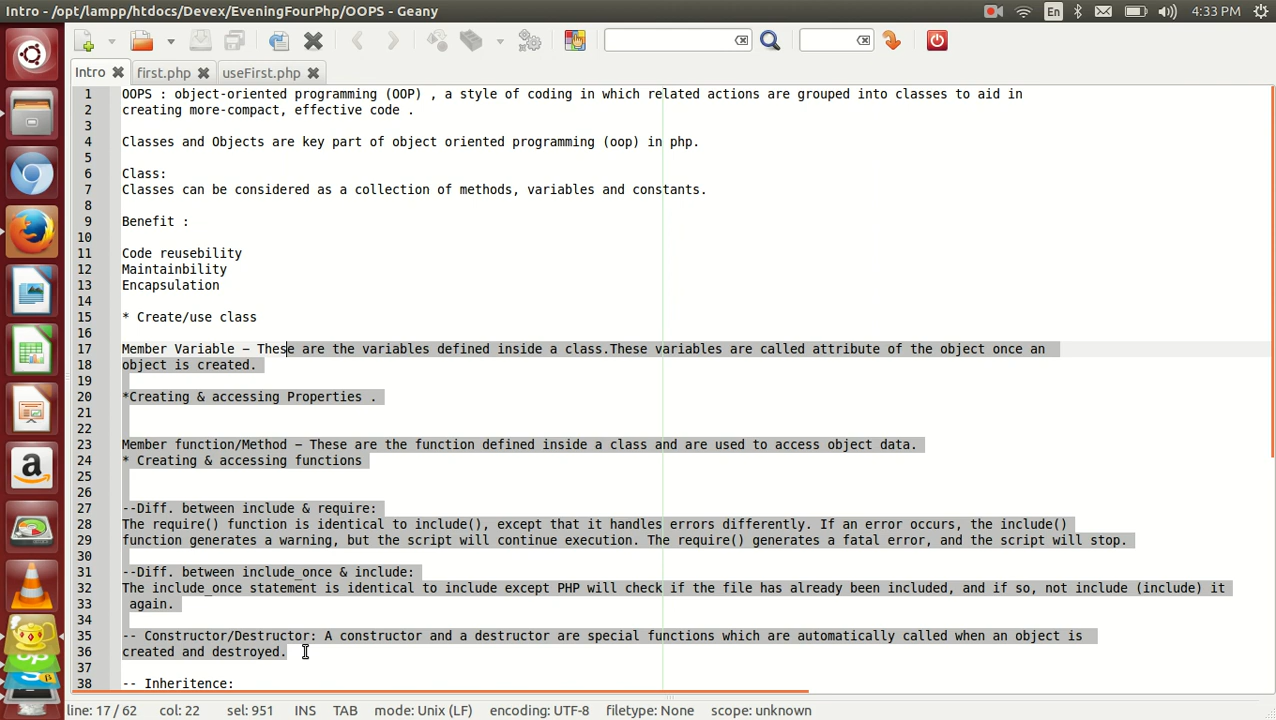 Intro - /opt/lampp/htdocs/Devex/EveningFourPhp/OOPS - Geany
En
4:33 PM
Intro
first.php
useFirst.php
1 OOPS : object-oriented programming (OOP) , a style of coding in which related actions are grouped into classes to aid in
2 creating more-compact, effective code .
3
4 Classes and Objects are key part of object oriented programming (oop) in php.
5
6 Class:
7 Classes can be considered as a collection of methods, variables and constants.
8
9 Benefit :
10
11 Code reusebility
12 Maintainbility
13 Encapsulation
14
15 * Create/use class
16
17 Member Variable − These are the variables defined inside a class.These variables are called attribute of the object once an
18 object is created.
19
20 *Creating & accessing Properties .
21
22
23 Member function/Method − These are the function defined inside a class and are used to access object data.
24 * Creating & accessing functions
25
26
27 --Diff. between include & require:
28 The require() function is identical to include(), except that it handles errors differently. If an error occurs, the include()
29 function generates a warning, but the script will continue execution. The require() generates a fatal error, and the script will stop.
30
31 --Diff. between include_once & include:
32 The include_once statement is identical to include except PHP will check if the file has already been included, and if so, not include (include) it
33 again.
34
35 -- Constructor/Destructor: A constructor and a destructor are special functions which are automatically called when an object is
36 created and destroyed.
37
38 -- Inheritence:
line: 17 / 62 col: 22 sel: 951 INS TAB mode: Unix (LF) encoding: UTF-8 filetype: None scope: unknown